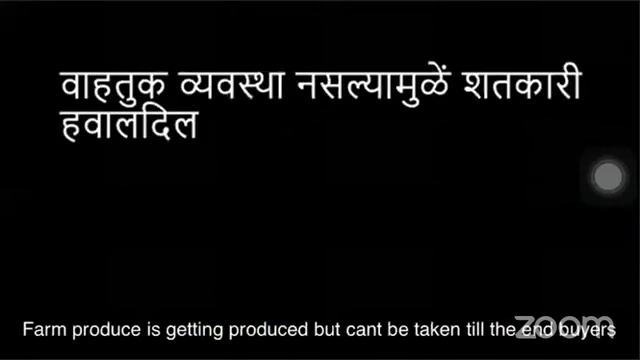 वाहतुक व्यवस्था नसल्यामुळें शतकारी
हवालदिल
zoom
Farm produce is getting produced but cant be taken till the end buyers